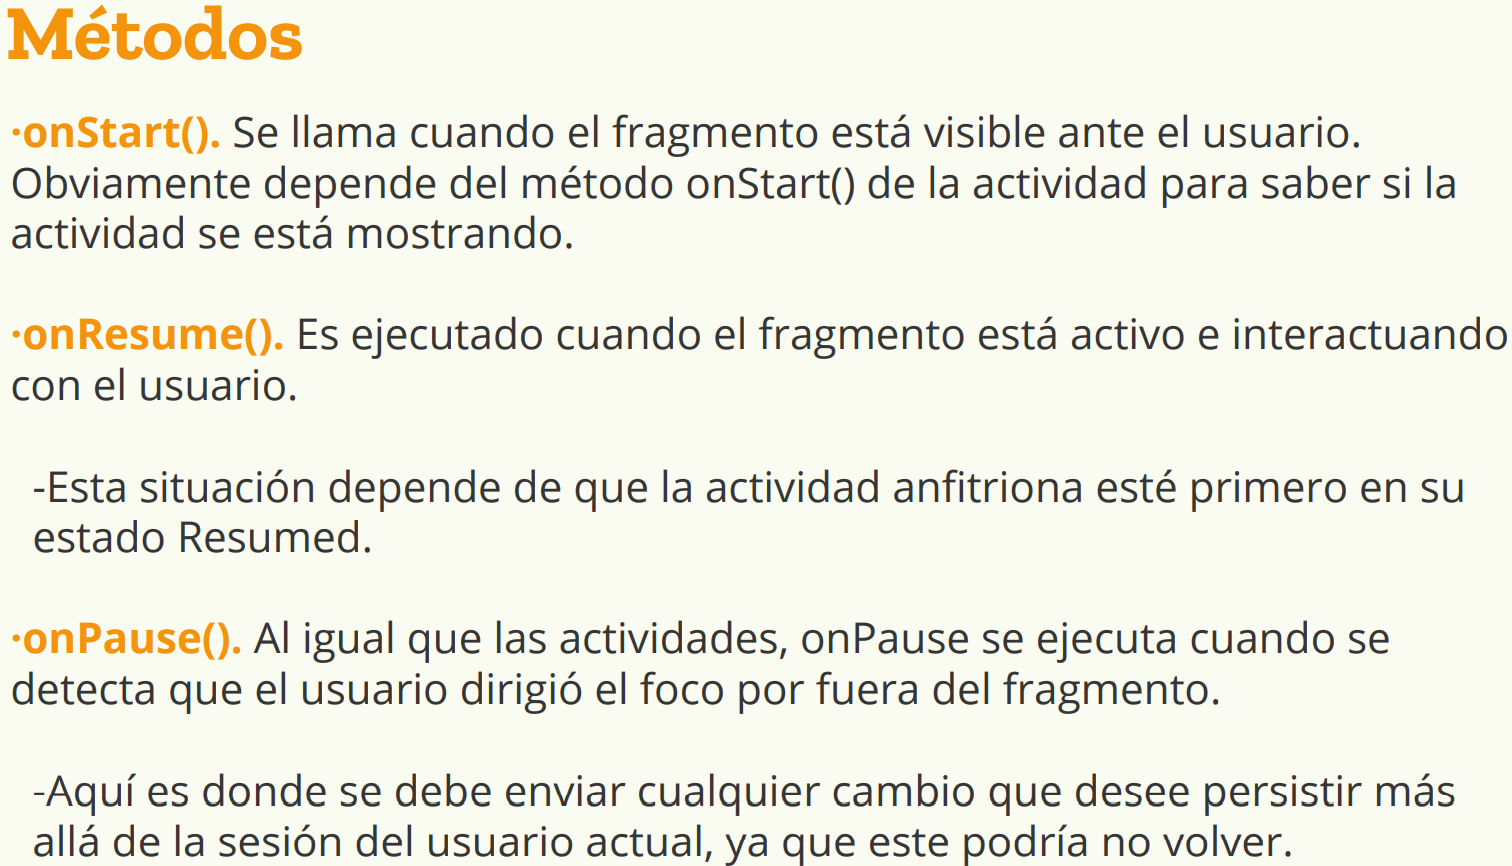 Métodos
·onStart(). Se llama cuando el fragmento está visible ante el usuario.
Obviamente depende del método onStart() de la actividad para saber si la
actividad se está mostrando.
·onResume(). Es ejecutado cuando el fragmento está activo e interactuando
con el usuario.
-Esta situación depende de que la actividad anfitriona esté primero en su
estado Resumed.
·onPause(). Al igual que las actividades, onPause se ejecuta cuando se
detecta que el usuario dirigió el foco por fuera del fragmento.
-Aquí es donde se debe enviar cualquier cambio que desee persistir más
allá de la sesión del usuario actual, ya que este podría no volver.